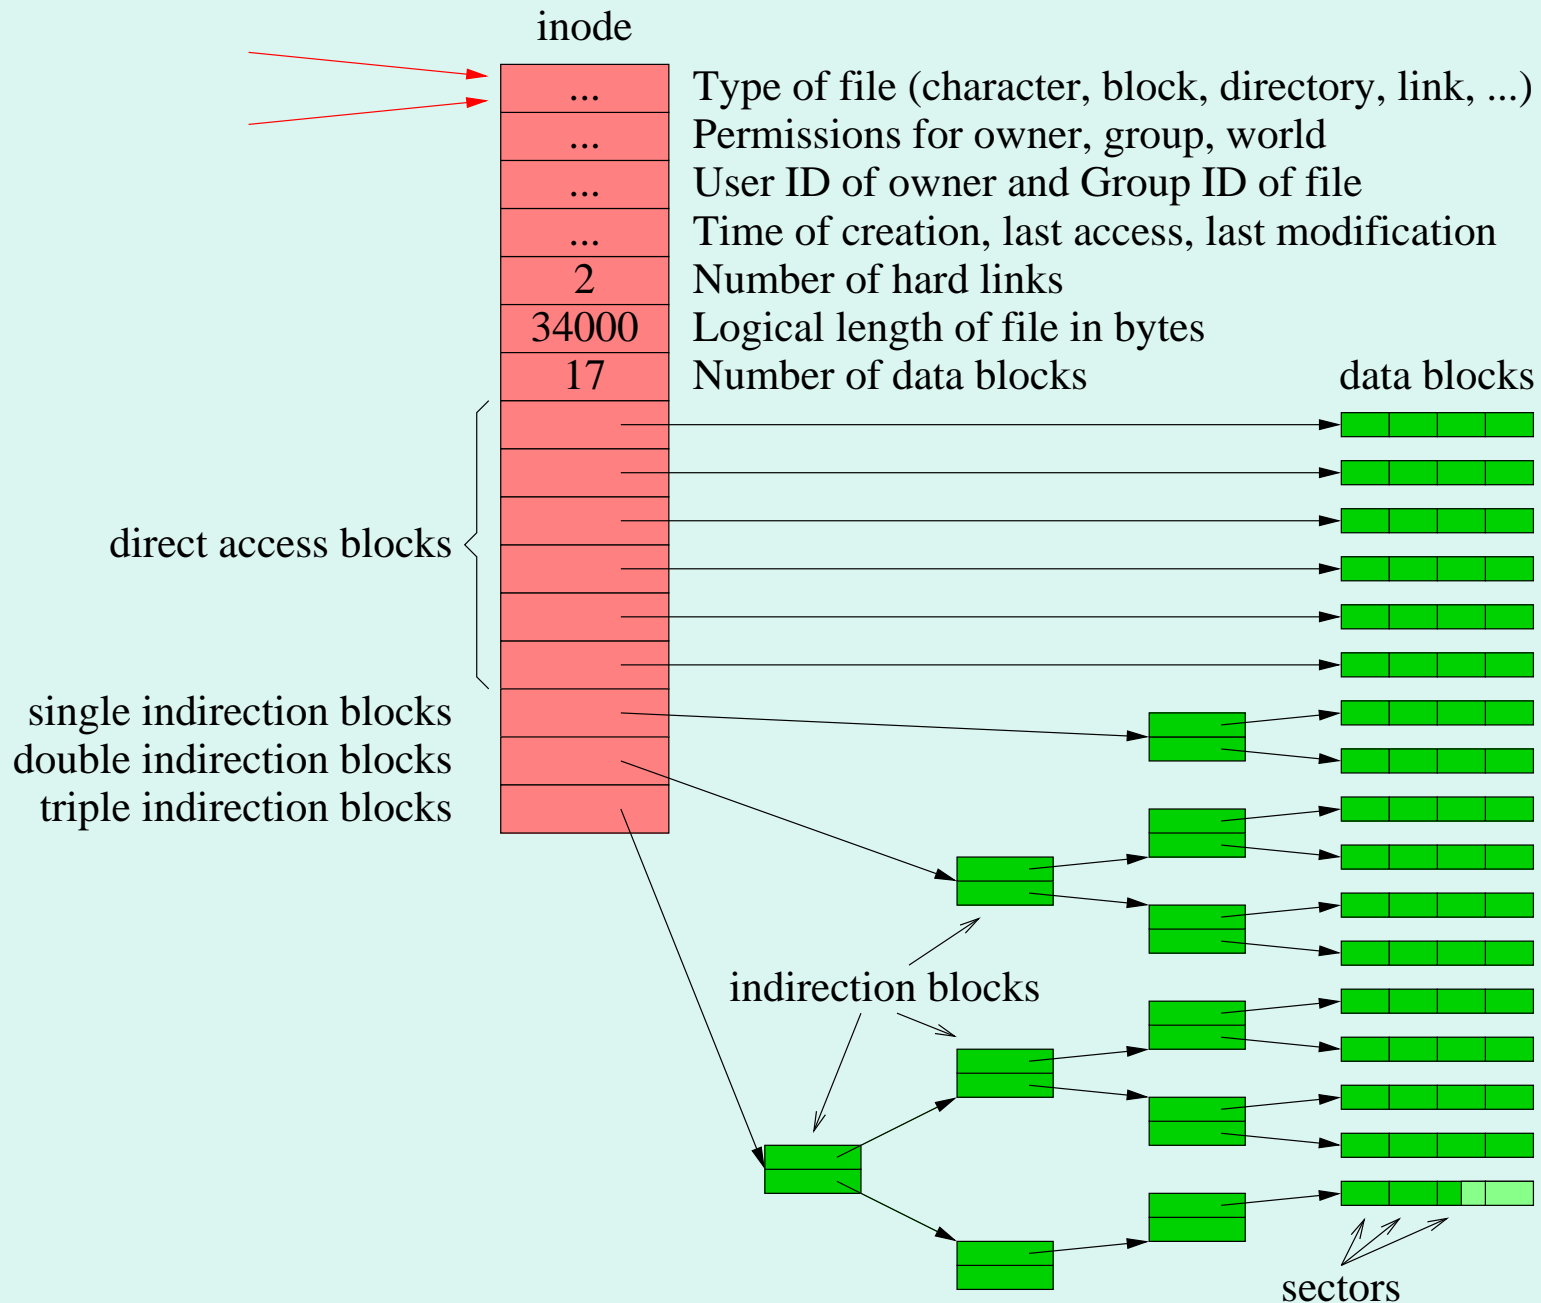 inode
... Type of file (character, block, directory, link, ...)
... Permissions for owner, group, world
... User ID of owner and Group ID of file
... Time of creation, last access, last modification
2 Number of hard links
34000 Logical length of file in bytes
17 Number of data blocks
data blocks
direct access blocks
single indirection blocks
double indirection blocks
triple indirection blocks
indirection blocks
sectors